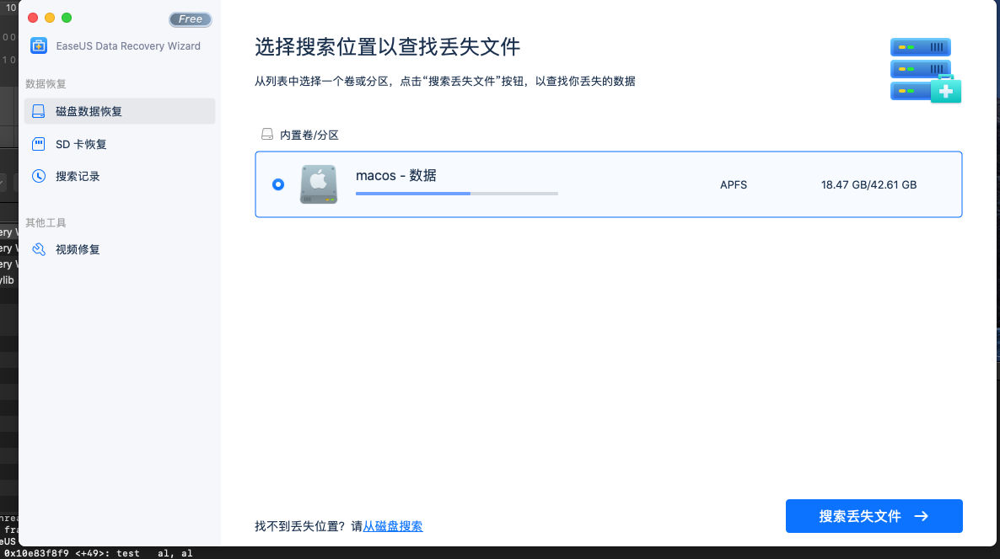 Free
EaseUS Data Recovery Wizard
数据恢复
磁盘数据恢复
SD 卡恢复
搜索记录
其他工具
视频修复
选择搜索位置以查找丢失文件
从列表中选择一个卷或分区，点击“搜索丢失文件”按钮，以查找你丢失的数据
内置卷/分区
macos - 数据
APFS
18.47 GB/42.61 GB
找不到丢失位置？请从磁盘搜索
搜索丢失文件
10
0 0
1 0
ery
ery
ery
ylib
hrea
fra
eUS
0x10e83f8f9 <+49>: test al, al